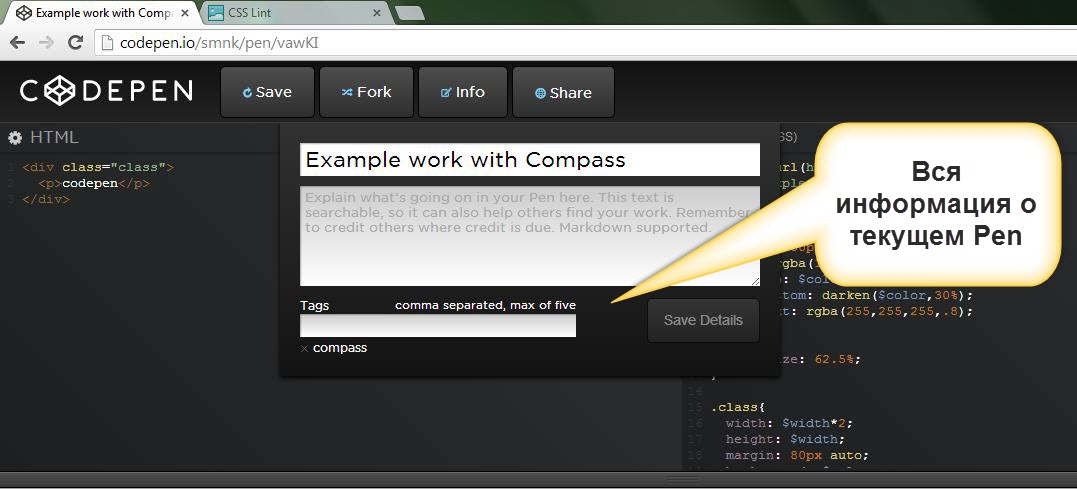 Example work with Compa
CSS Lint
codepen.io/smnk/pen/vawKI
CODEPEN
Save
Fork
Info
Share
HTML
1 <div class="class">
2 <p>codepen</p>
3 </div>
Example work with Compass
Explain what's going on in your Pen here. This text is
searchable, so it can also help others find your work. Remember
to credit others where credit is due. Markdown supported.
Tags
comma separated, max of five
Save Details
× compass
Вся
информация о
текущем Pen
darken($color,30%);
rgba(255,255,255,.8);
62.5%;
}
14
15 .class{
16 width: $width*2;
17 height: $width;
18 margin: 80px auto;